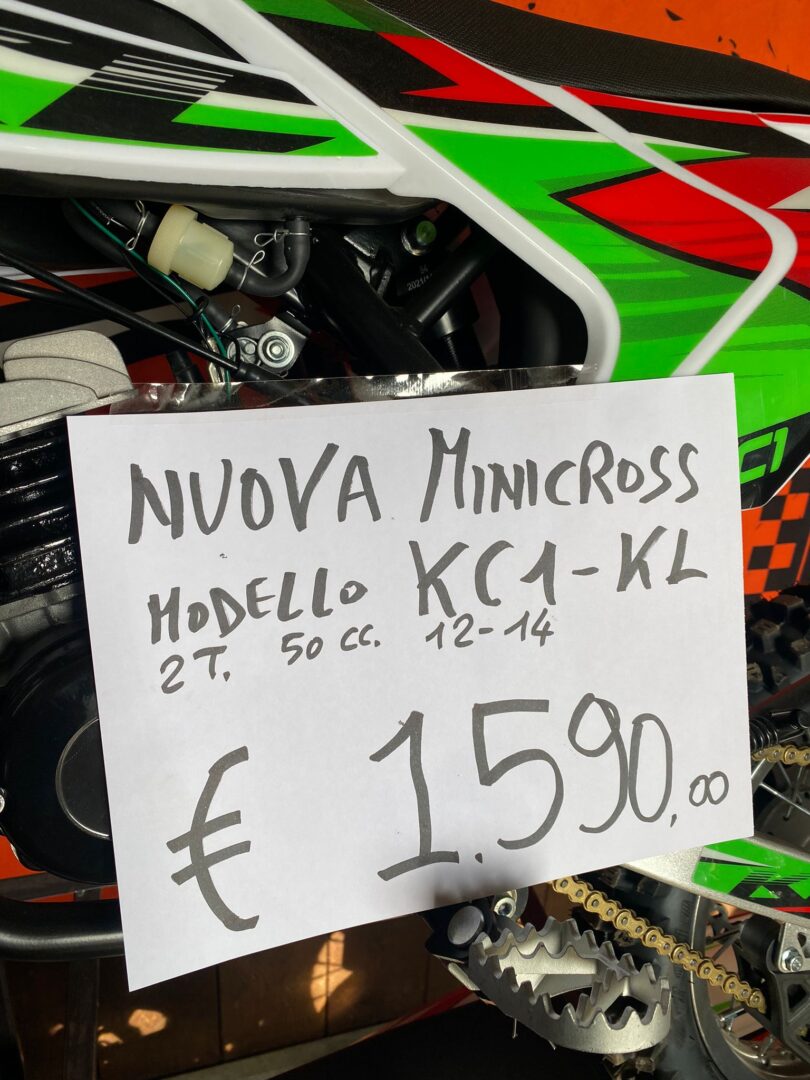 NUOVA MINICROSS
MODELLO KC1-KL
2T. 50 CC. 12-14
€ 1.590,00